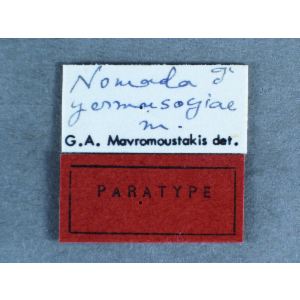 Nomada ♂
yermasogiae
m.
G.A. Mavromoustakis det.
PARATYPE